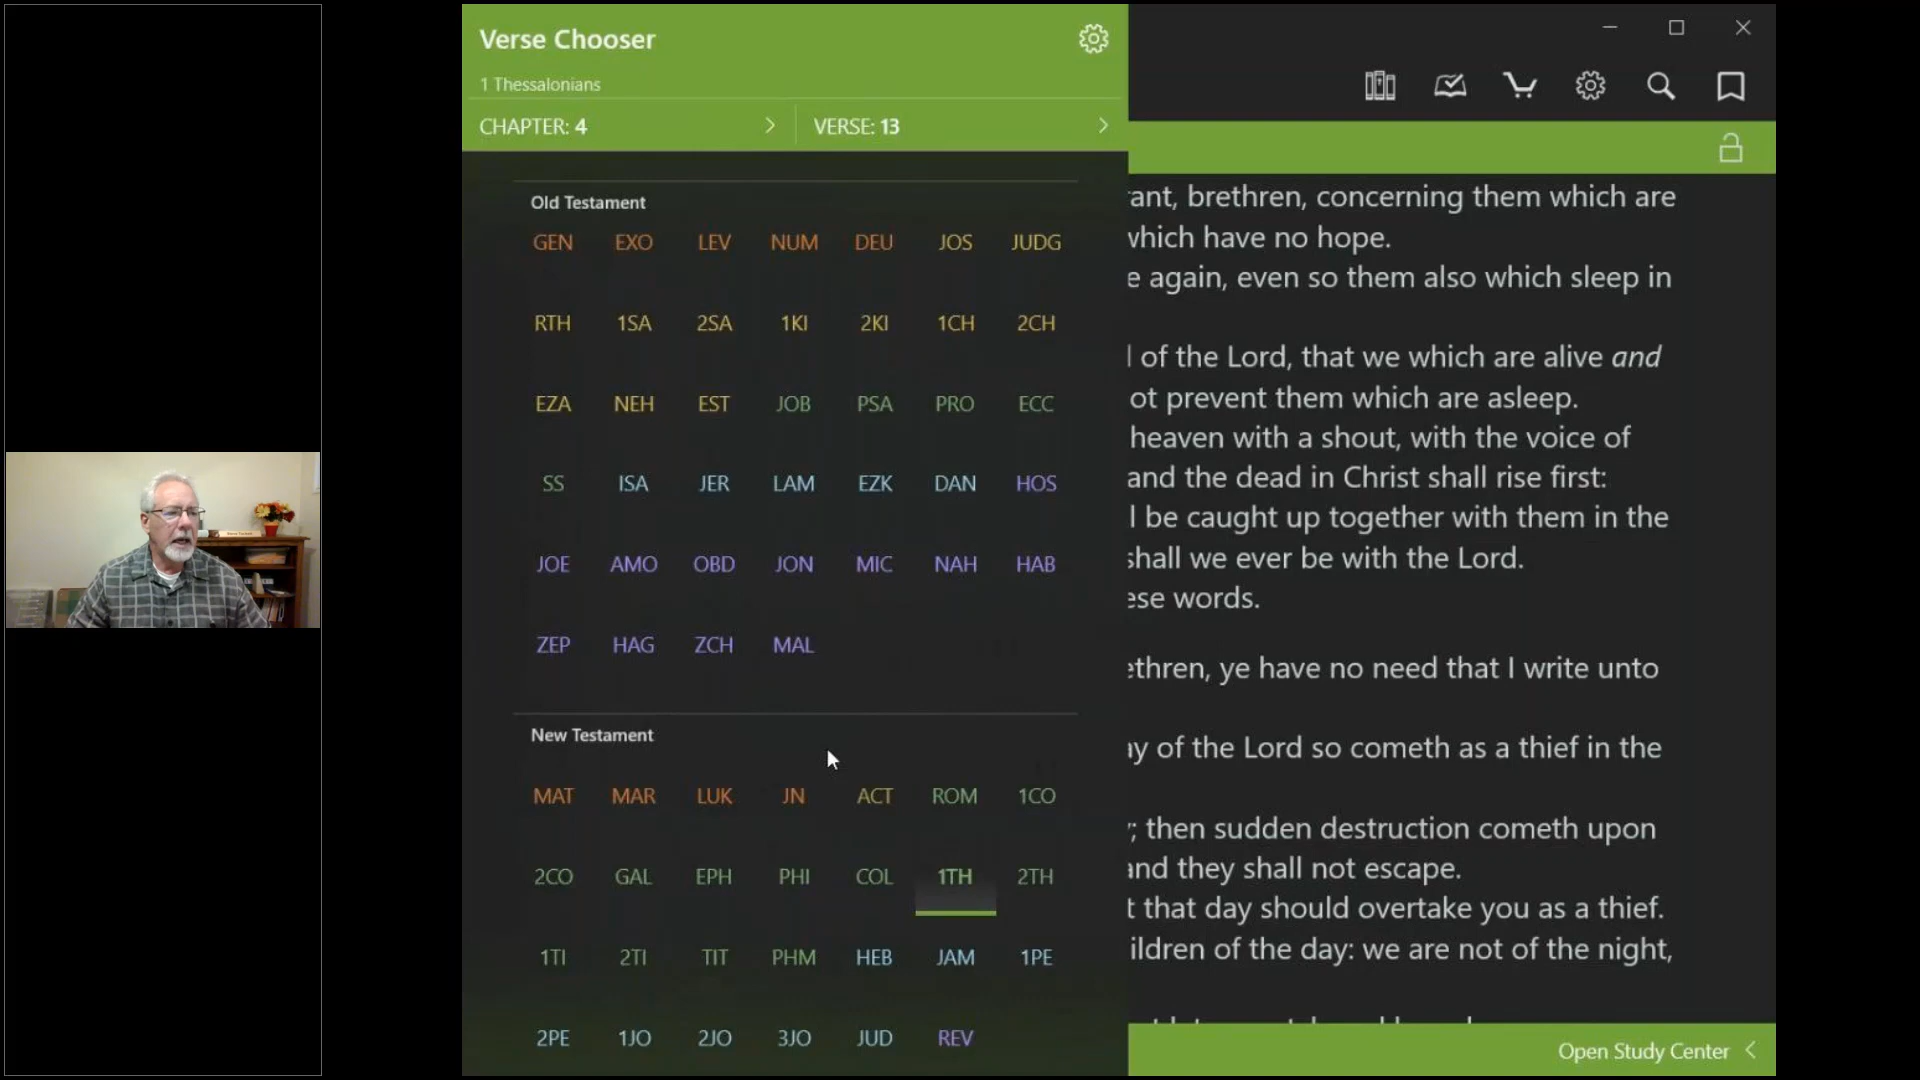 Verse Chooser
1 Thessalonians
CHAPTER: 4
VERSE: 13
Old Testament
GEN EXO LEV NUM DEU JOS JUDG
RTH 1SA 2SA 1KI 2KI 1CH 2CH
EZA NEH EST JOB PSA PRO ECC
SS ISA JER LAM EZK DAN HOS
JOE AMO OBD JON MIC NAH HAB
ZEP HAG ZCH MAL
New Testament
MAT MAR LUK JN ACT ROM 1CO
2CO GAL EPH PHI COL 1TH 2TH
1TI 2TI TIT PHM HEB JAM 1PE
2PE 1JO 2JO 3JO JUD REV
rant, brethren, concerning them which are
which have no hope.
e again, even so them also which sleep in
of the Lord, that we which are alive and
ot prevent them which are asleep.
heaven with a shout, with the voice of
and the dead in Christ shall rise first:
l be caught up together with them in the
shall we ever be with the Lord.
ese words.
ethren, ye have no need that I write unto
ay of the Lord so cometh as a thief in the
; then sudden destruction cometh upon
and they shall not escape.
t that day should overtake you as a thief.
ildren of the day: we are not of the night,
Open Study Center